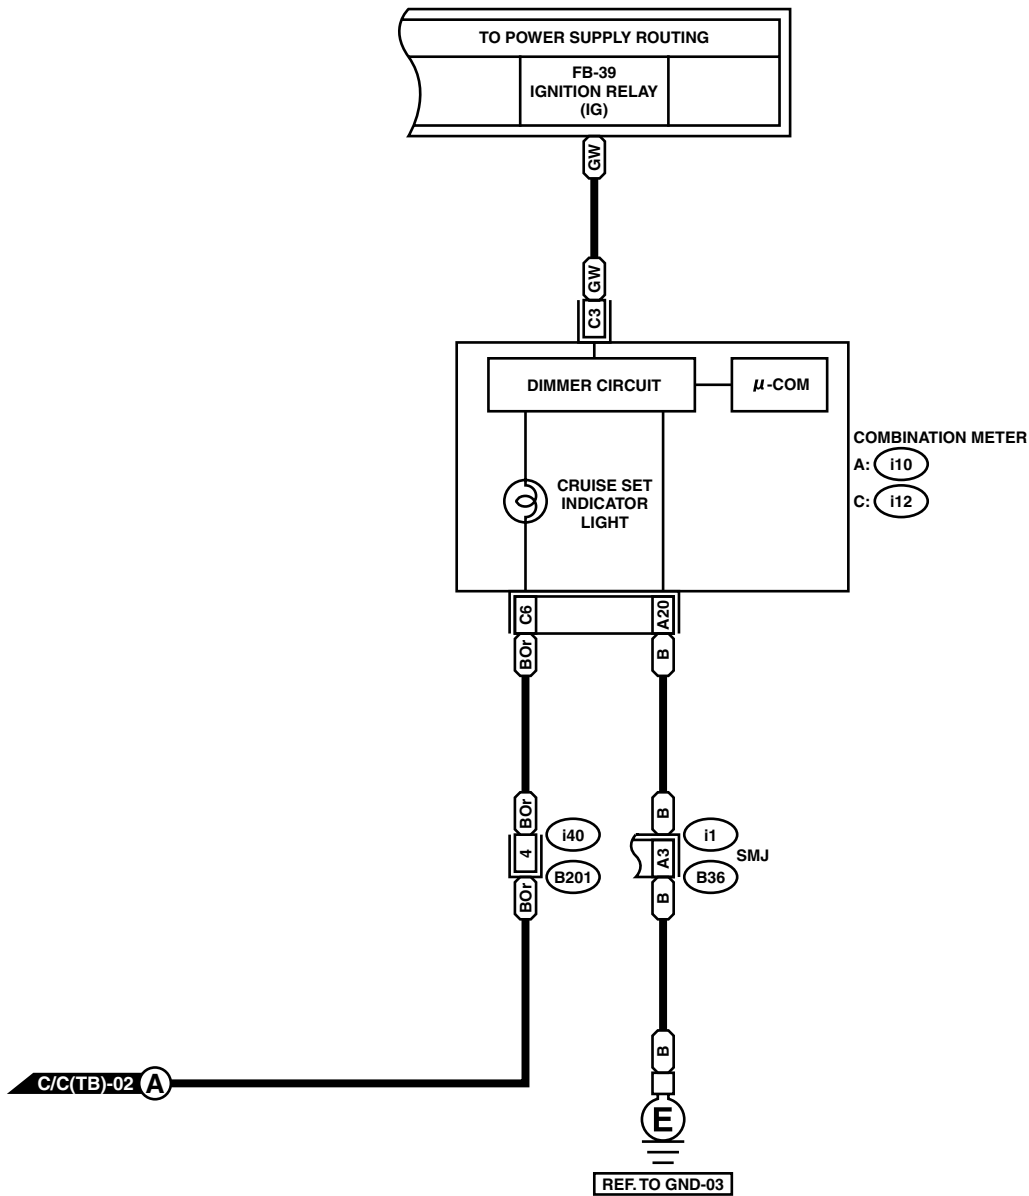 TO POWER SUPPLY ROUTING
FB-39
IGNITION RELAY
(IG)
GW
GW
C3
DIMMER CIRCUIT
μ-COM
COMBINATION METER
A: i10
C: i12
CRUISE SET
INDICATOR
LIGHT
C6
A20
BOr
B
BOr
B
i40
i1
4
A3
SMJ
B201
B36
BOr
B
B
C/C(TB)-02 A
E
REF. TO GND-03